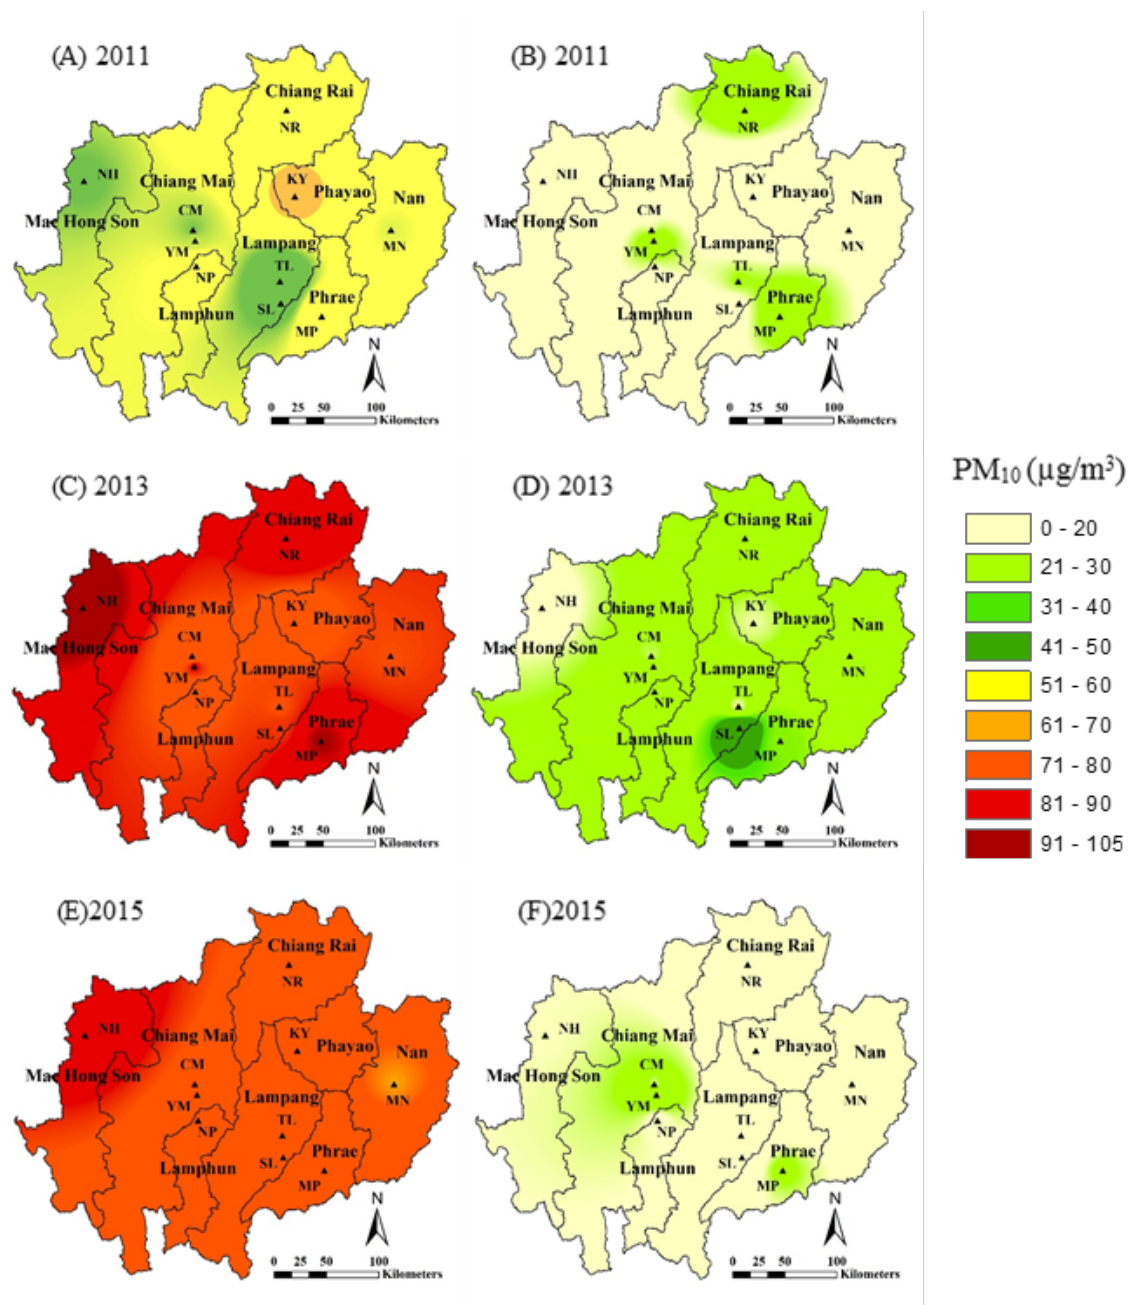 (A) 2011
Chiang Rai
NR
NH
Chiang Mai
KY
Phayao
Nan
CM
Mae Hong Son
YM
Lampang
MN
NP
TL
SL
Phrae
Lamphun
MP
N
0 25 50 100
Kilometers
(B) 2011
Chiang Rai
NR
NH
Chiang Mai
KY
Phayao
Nan
CM
Mae Hong Son
YM
Lampang
MN
NP
TL
SL
Phrae
Lamphun
MP
N
0 25 50 100
Kilometers
(C) 2013
Chiang Rai
NR
NH
Chiang Mai
KY
Phayao
Nan
CM
Mae Hong Son
YM
Lampang
MN
NP
TL
SL
Phrae
Lamphun
MP
N
0 25 50 100
Kilometers
(D) 2013
Chiang Rai
NR
NH
Chiang Mai
KY
Phayao
Nan
CM
Mae Hong Son
YM
Lampang
MN
NP
TL
SL
Phrae
Lamphun
MP
N
0 25 50 100
Kilometers
(E)2015
Chiang Rai
NR
NH
Chiang Mai
KY
Phayao
Nan
CM
Mae Hong Son
YM
Lampang
MN
NP
TL
SL
Phrae
Lamphun
MP
N
0 25 50 100
Kilometers
(F)2015
Chiang Rai
NR
NH
Chiang Mai
KY
Phayao
Nan
CM
Mae Hong Son
YM
Lampang
MN
NP
TL
SL
Phrae
Lamphun
MP
N
0 25 50 100
Kilometers
PM₁₀ (µg/m³)
0 - 20
21 - 30
31 - 40
41 - 50
51 - 60
61 - 70
71 - 80
81 - 90
91 - 105